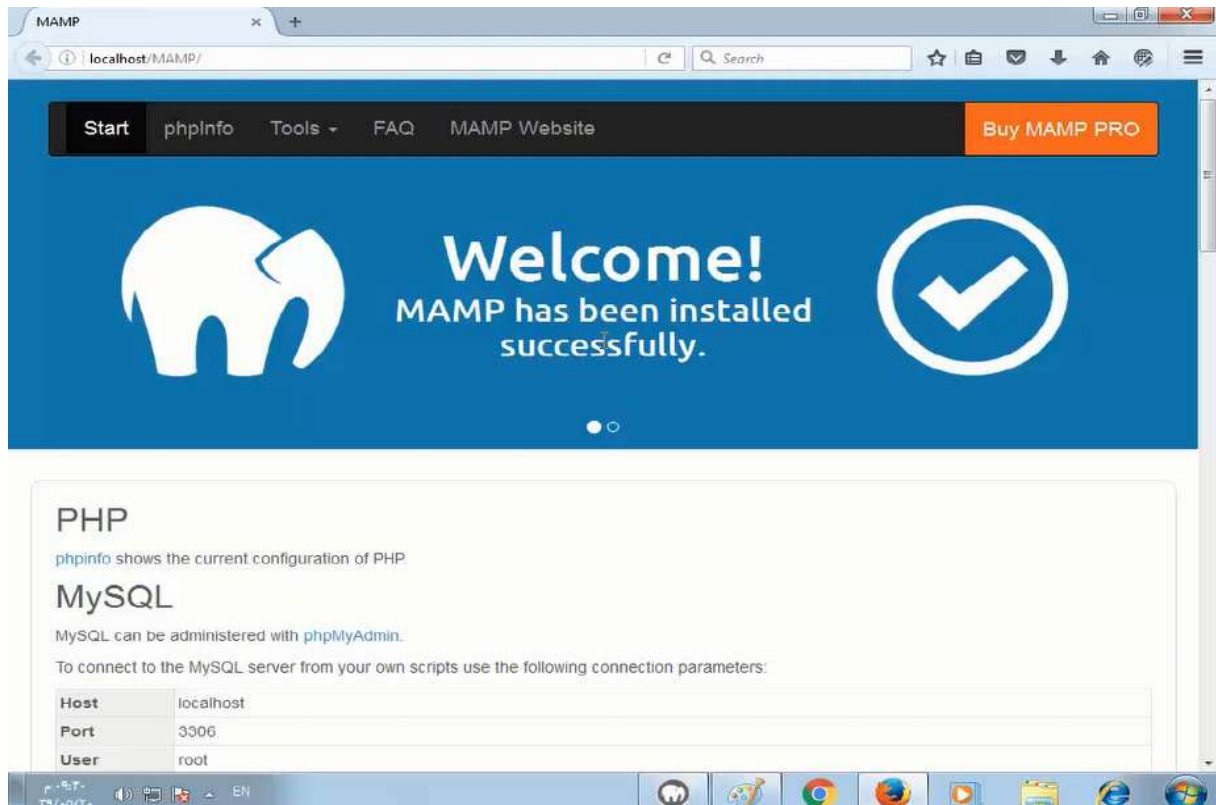 MAMP
localhost/MAMP/
Search
Start phpInfo Tools FAQ MAMP Website Buy MAMP PRO
Welcome!
MAMP has been installed
successfully.
PHP
phpinfo shows the current configuration of PHP
MySQL
MySQL can be administered with phpMyAdmin.
To connect to the MySQL server from your own scripts use the following connection parameters:
Host localhost
Port 3306
User root
EN